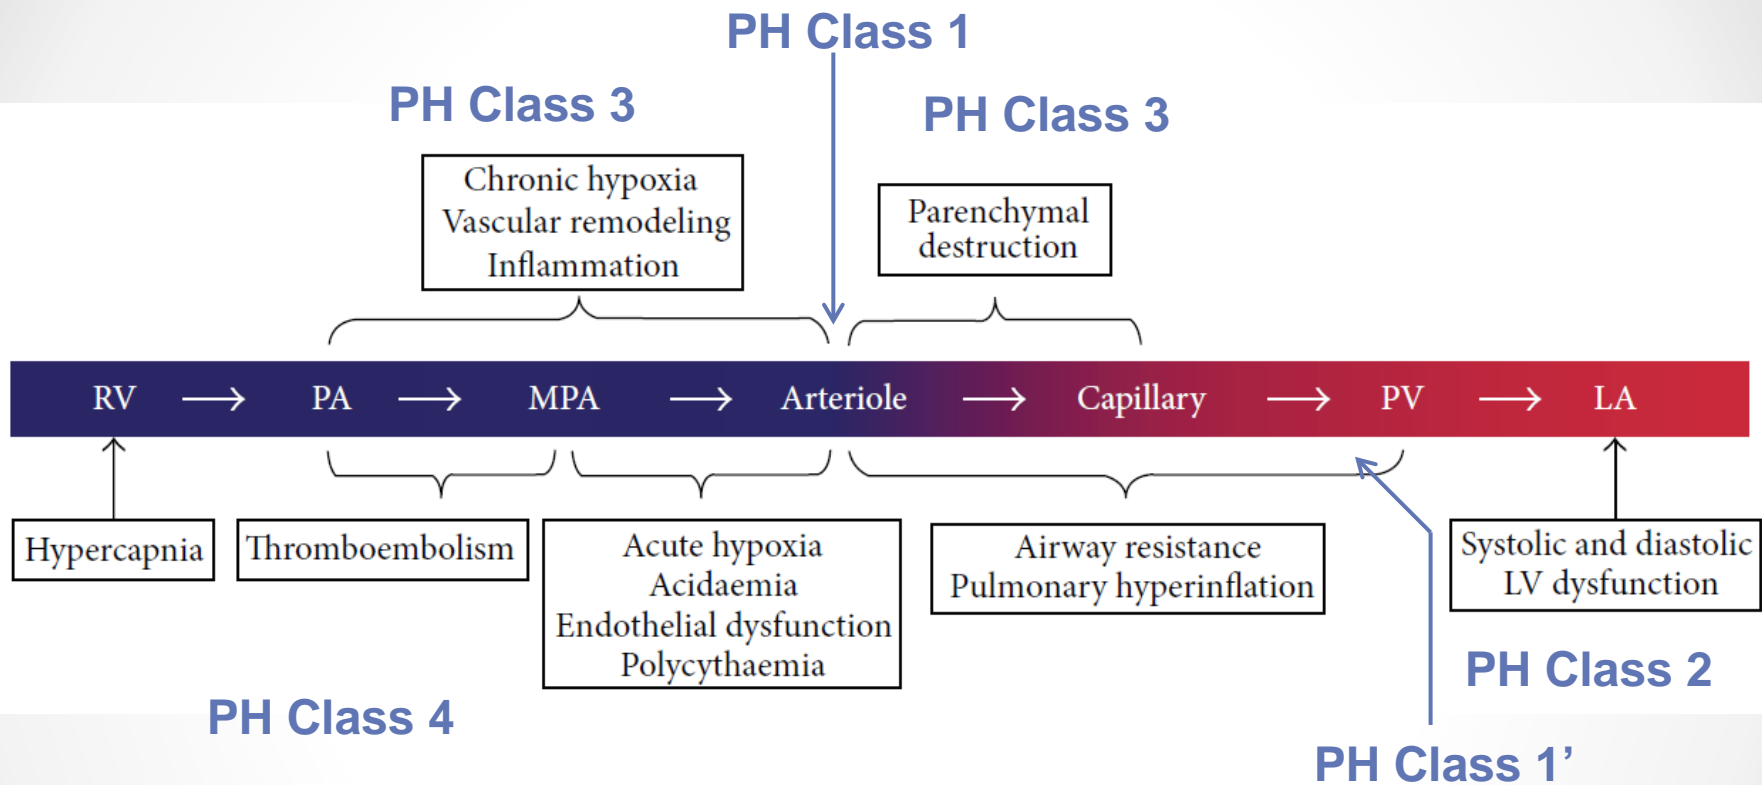 PH Class 1
PH Class 3
PH Class 3
Chronic hypoxia
Vascular remodeling
Inflammation
Parenchymal
destruction
RV → PA → MPA → Arteriole → Capillary → PV → LA
Hypercapnia
Thromboembolism
Acute hypoxia
Acidaemia
Endothelial dysfunction
Polycythaemia
Airway resistance
Pulmonary hyperinflation
Systolic and diastolic
LV dysfunction
PH Class 2
PH Class 4
PH Class 1’